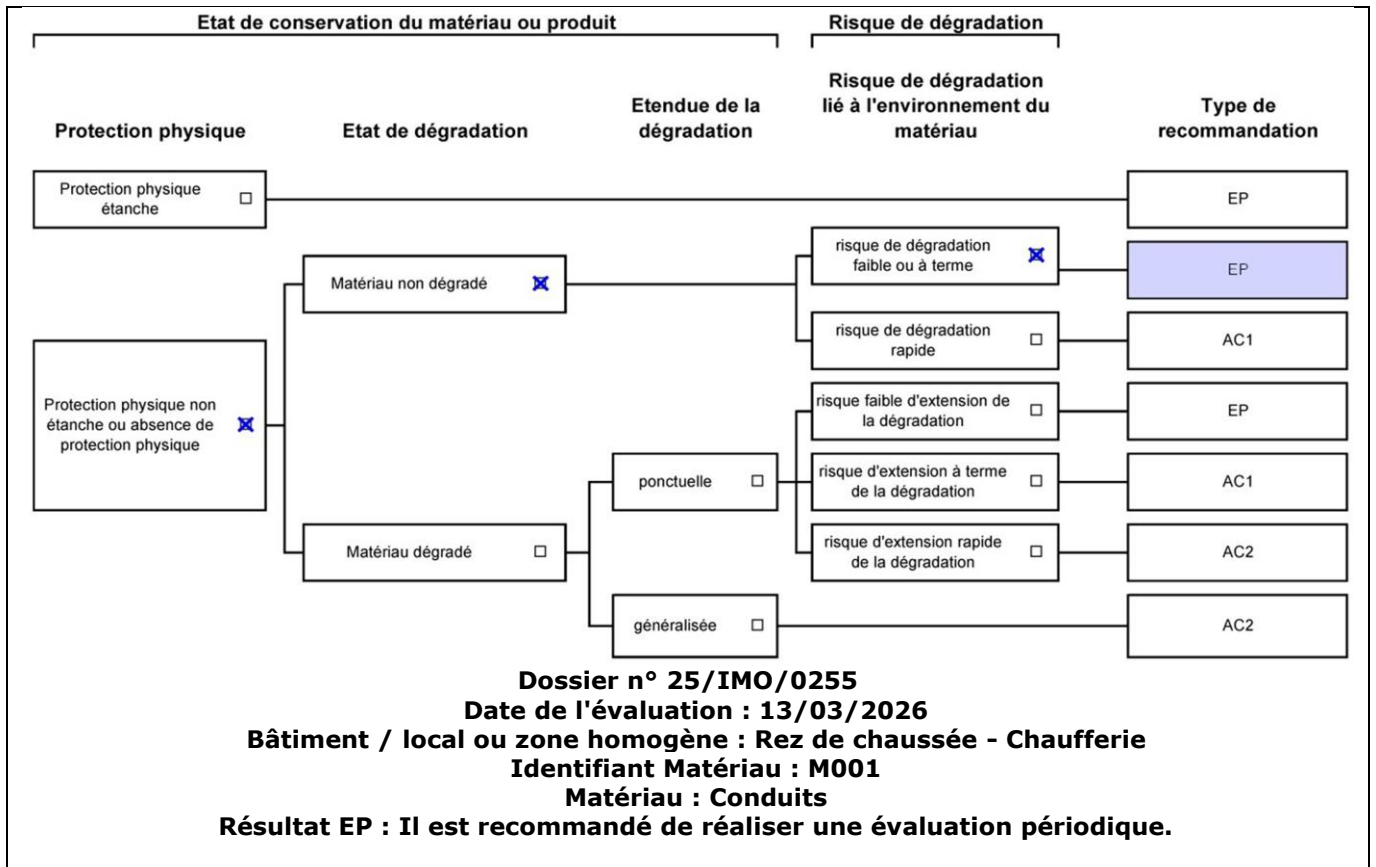 Etat de conservation du matériau ou produit
Risque de dégradation
Protection physique
Etat de dégradation
Etendue de la
dégradation
Risque de dégradation
lié à l'environnement du
matériau
Type de
recommandation
Protection physique
étanche
EP
risque de dégradation
faible ou à terme
EP
Matériau non dégradé
risque de dégradation
rapide
AC1
Protection physique non
étanche ou absence de
protection physique
risque faible d'extension de
la dégradation
EP
ponctuelle
risque d'extension à terme
de la dégradation
AC1
Matériau dégradé
risque d'extension rapide
de la dégradation
AC2
généralisée
AC2
Dossier n° 25/IMO/0255
Date de l'évaluation : 13/03/2026
Bâtiment / local ou zone homogène : Rez de chaussée - Chaufferie
Identifiant Matériau : M001
Matériau : Conduits
Résultat EP : Il est recommandé de réaliser une évaluation périodique.